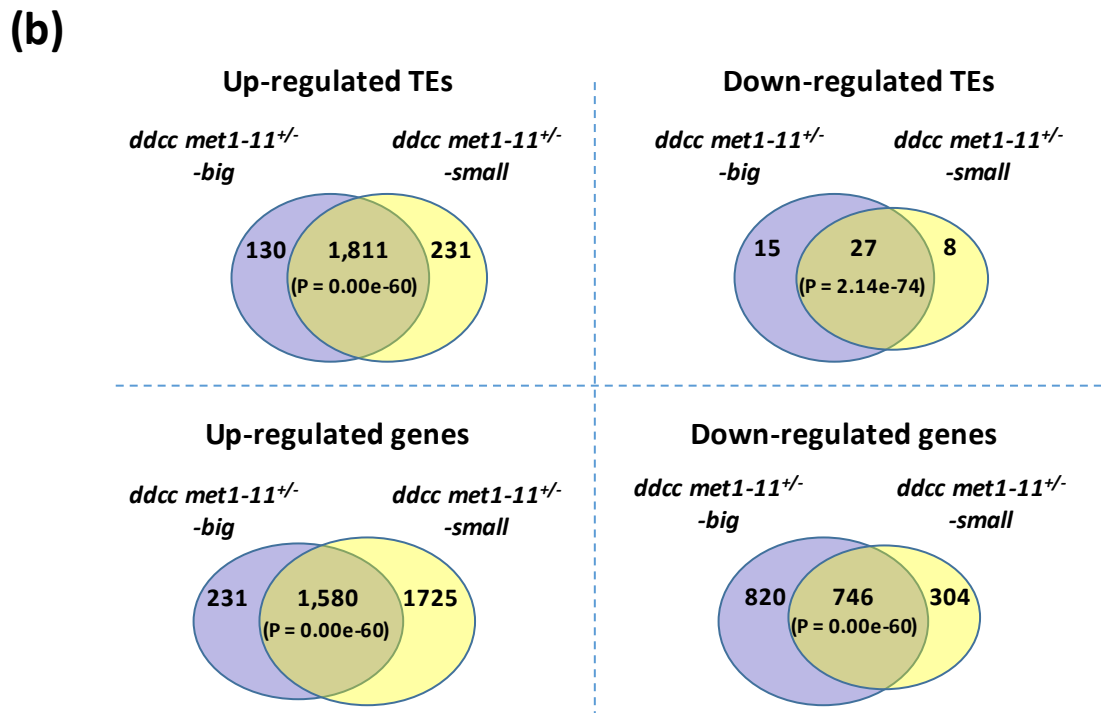 (b)
Up-regulated TEs
ddcc met1-11+/-
-big
ddcc met1-11+/-
-small
130
1,811
231
(P = 0.00e-60)
Down-regulated TEs
ddcc met1-11+/-
-big
ddcc met1-11+/-
-small
15
27
8
(P = 2.14e-74)
Up-regulated genes
ddcc met1-11+/-
-big
ddcc met1-11+/-
-small
231
1,580
1725
(P = 0.00e-60)
Down-regulated genes
ddcc met1-11+/-
-big
ddcc met1-11+/-
-small
820
746
304
(P = 0.00e-60)